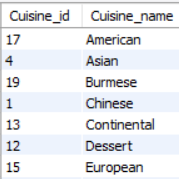 Cuisine_id Cuisine_name
17 American
4 Asian
19 Burmese
1 Chinese
13 Continental
12 Dessert
15 European